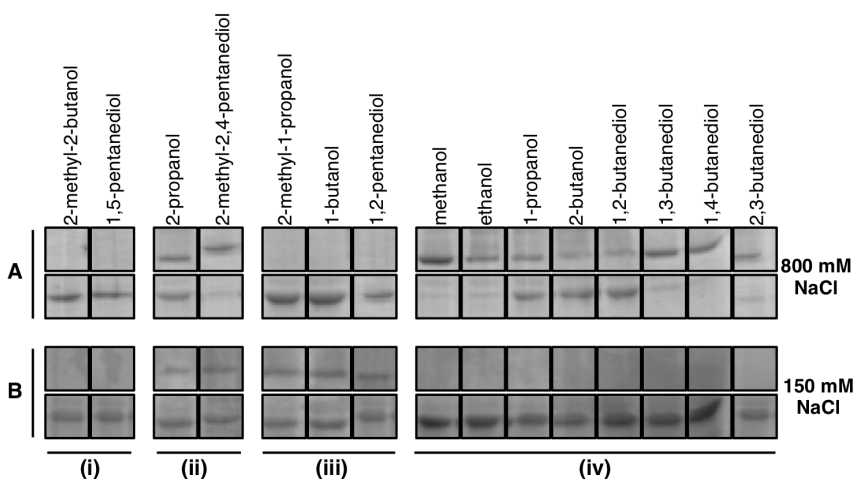 2-methyl-2-butanol
1,5-pentanediol
2-propanol
2-methyl-2,4-pentanediol
2-methyl-1-propanol
1-butanol
1,2-pentanediol
methanol
ethanol
1-propanol
2-butanol
1,2-butanediol
1,3-butanediol
1,4-butanediol
2,3-butanediol
A
800 mM
NaCl
B
150 mM
NaCl
(i)
(ii)
(iii)
(iv)